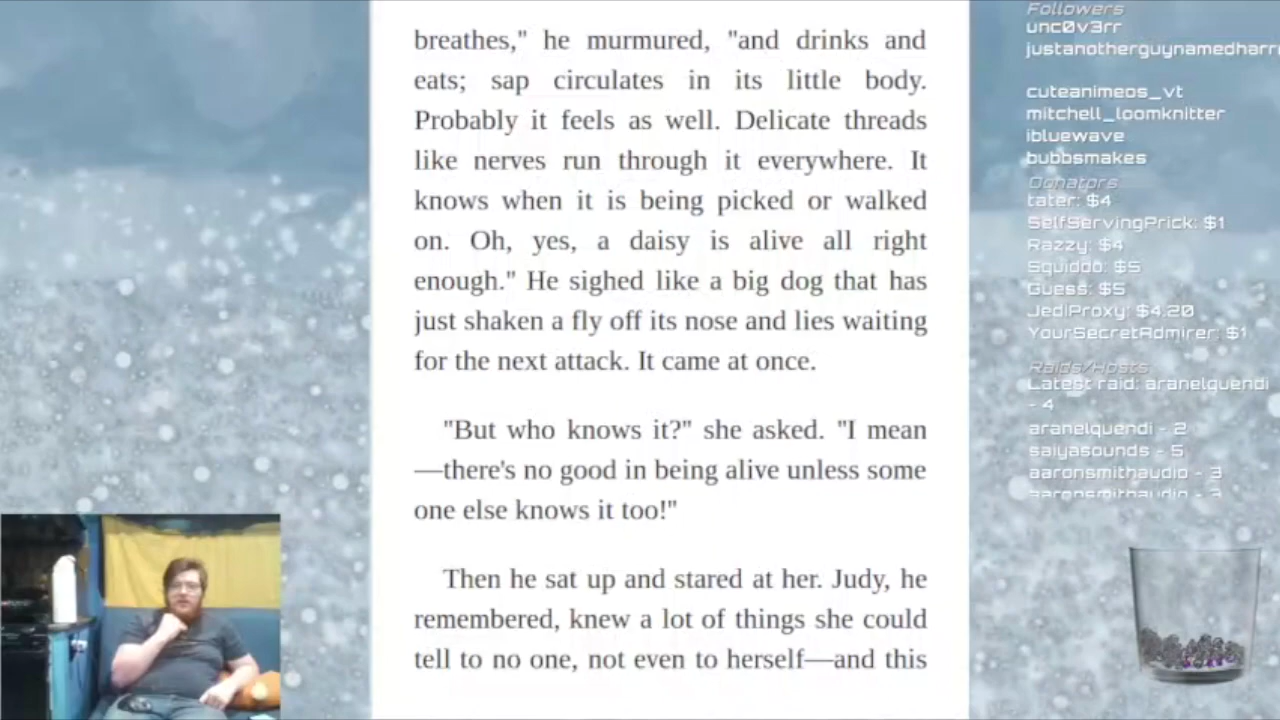 breathes," he murmured, "and drinks and
eats; sap circulates in its little body.
Probably it feels as well. Delicate threads
like nerves run through it everywhere. It
knows when it is being picked or walked
on. Oh, yes, a daisy is alive all right
enough." He sighed like a big dog that has
just shaken a fly off its nose and lies waiting
for the next attack. It came at once.
"But who knows it?" she asked. "I mean
—there's no good in being alive unless some
one else knows it too!"
Then he sat up and stared at her. Judy, he
remembered, knew a lot of things she could
tell to no one, not even to herself—and this
Followers
unc0v3rr
justanotherguynamedharr
cuteanimeos_vt
mitchell_loomknitter
ibluewave
bubbsmakes
Donators
tater: $4
SelfServingPrick: $1
Razzy: $4
Squidoo: $5
Guess: $5
JediProxy: $4.20
YourSecretAdmirer: $1
Raids/Hosts
Latest raid: aranelquendi
- 4
aranelquendi - 2
saiyasounds - 5
aaronsmithaudio - 3
aaronsmithaudio - 3